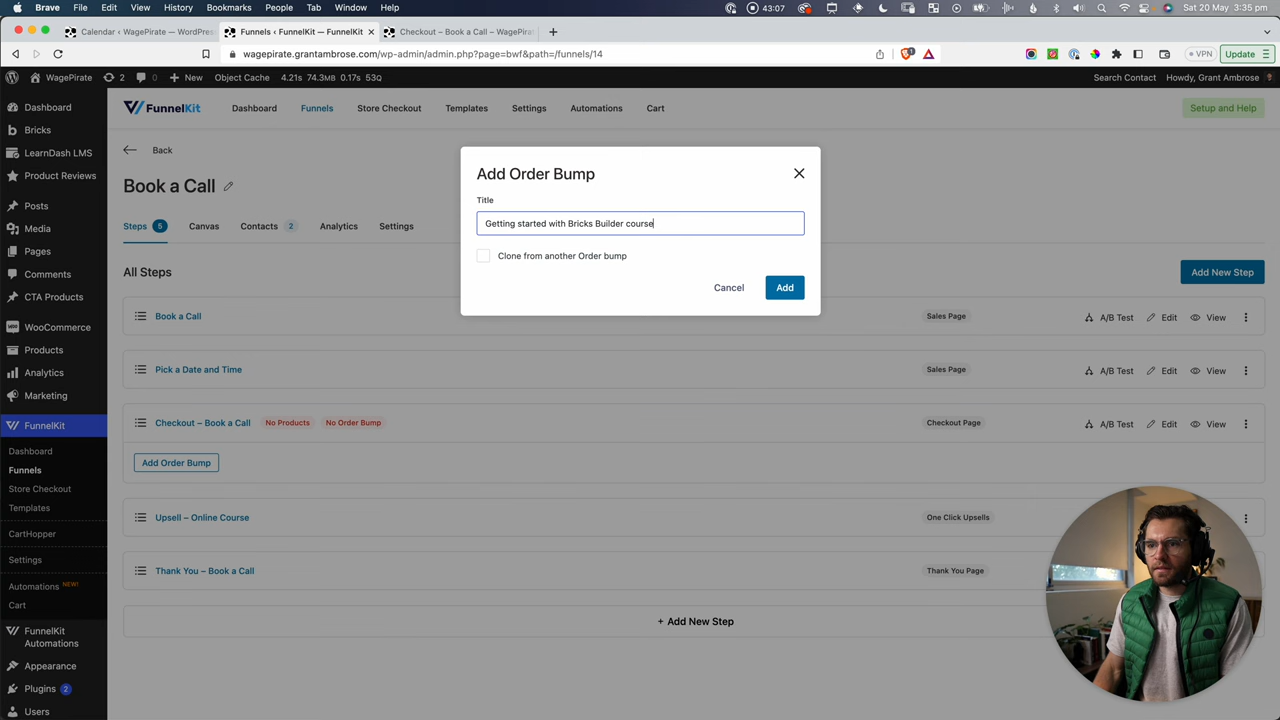 Brave File Edit View History Bookmarks People Tab Window Help 43:07 Sat 20 May 3:35 pm
Calendar ‹ WagePirate — WordPress
Funnels ‹ FunnelKit — FunnelKit
Checkout – Book a Call – WagePirate
wagepirate.grantambrose.com/wp-admin/admin.php?page=bwf&path=/funnels/14
VPN
Update
WagePirate 2 0 New Object Cache 4.21s 74.3MB 0.17s 53Q
Search Contact Howdy, Grant Ambrose
Dashboard
Bricks
LearnDash LMS
Product Reviews
Posts
Media
Pages
Comments
CTA Products
WooCommerce
Products
Analytics
Marketing
FunnelKit
Dashboard
Funnels
Store Checkout
Templates
CartHopper
Settings
Automations NEW!
Cart
FunnelKit
Automations
Appearance
Plugins 2
Users
FunnelKit Dashboard Funnels Store Checkout Templates Settings Automations Cart
Setup and Help
Back
Book a Call
Steps 5 Canvas Contacts 2 Analytics Settings
All Steps
Add New Step
Book a Call Sales Page A/B Test Edit View
Pick a Date and Time Sales Page A/B Test Edit View
Checkout – Book a Call No Products No Order Bump Checkout Page A/B Test Edit View
Add Order Bump
Upsell – Online Course One Click Upsells
Thank You – Book a Call Thank You Page
+ Add New Step
Add Order Bump
Title
Getting started with Bricks Builder course
Clone from another Order bump
Cancel
Add